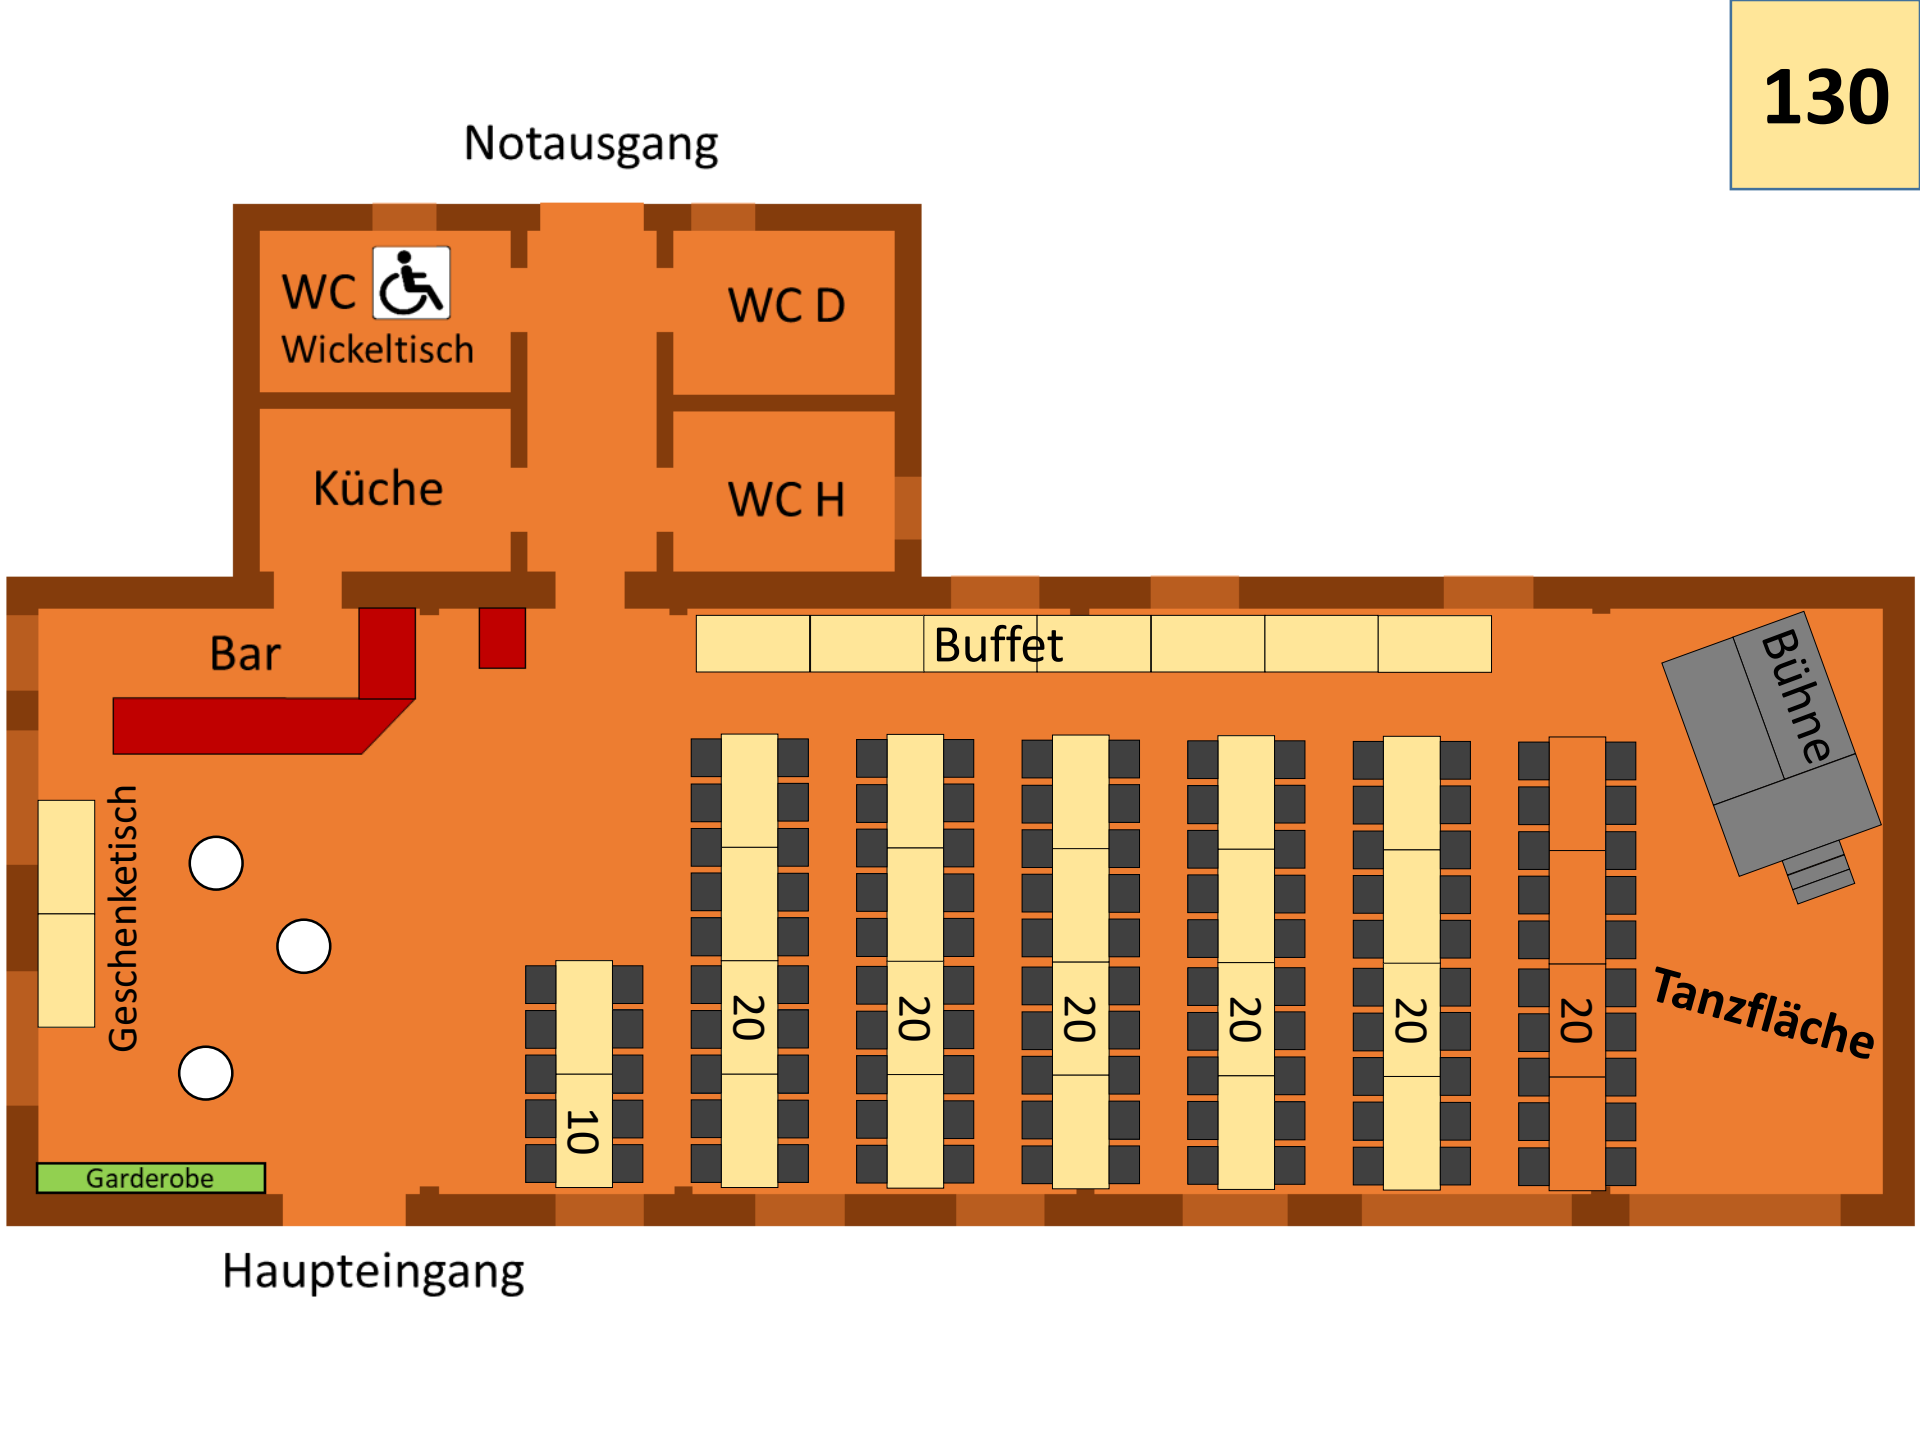 130
Notausgang
WC
Wickeltisch
WC D
Küche
WC H
Bar
Buffet
Bühne
Geschenketisch
20
20
20
20
20
20
Tanzfläche
10
Garderobe
Haupteingang